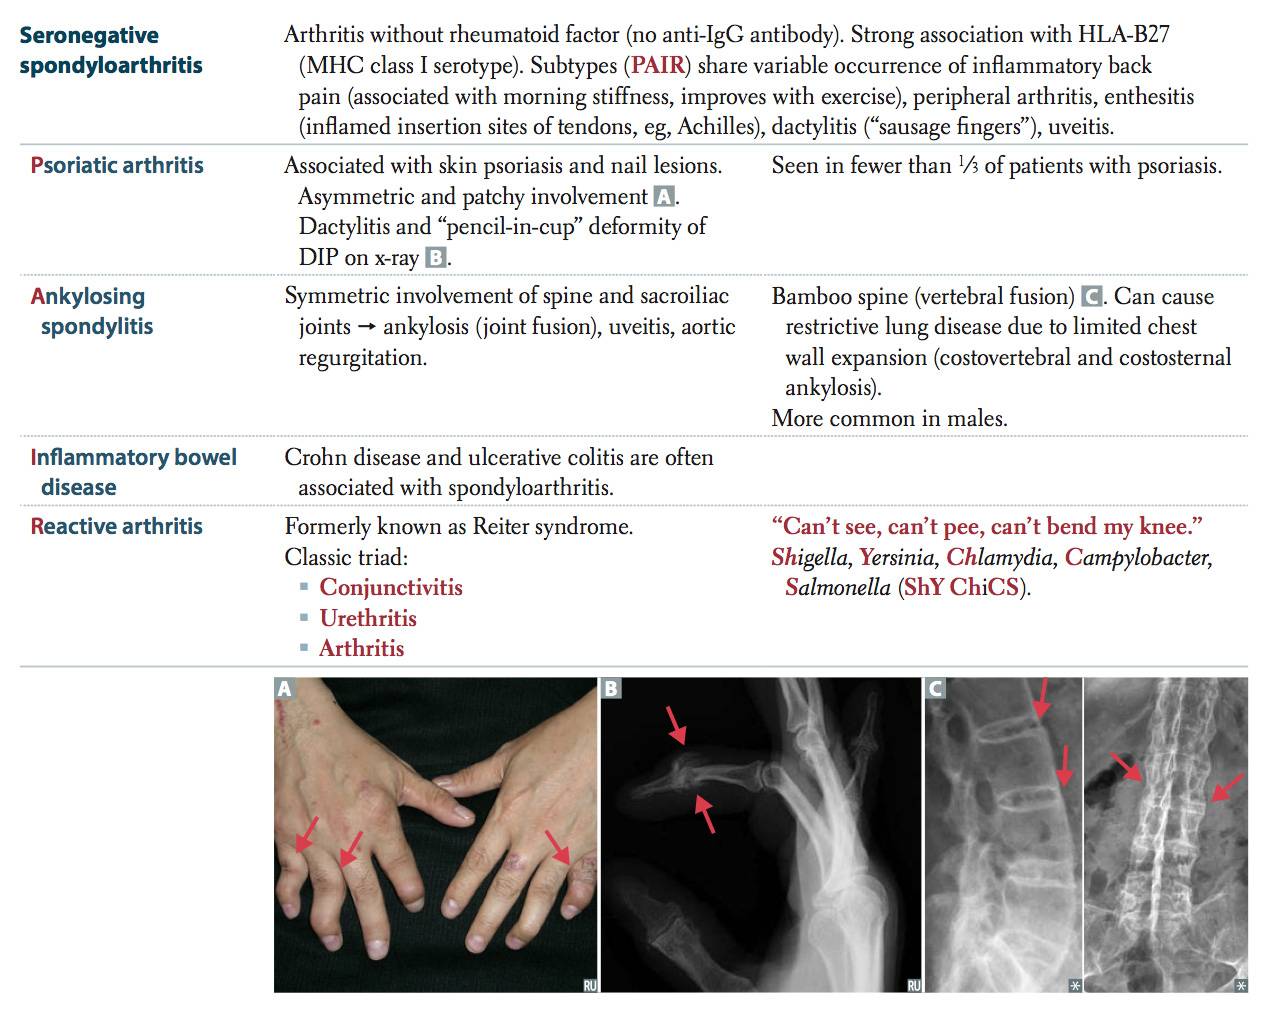 Seronegative
spondyloarthritis
Arthritis without rheumatoid factor (no anti-IgG antibody). Strong association with HLA-B27
(MHC class I serotype). Subtypes (PAIR) share variable occurrence of inflammatory back
pain (associated with morning stiffness, improves with exercise), peripheral arthritis, enthesitis
(inflamed insertion sites of tendons, eg, Achilles), dactylitis (“sausage fingers”), uveitis.
Psoriatic arthritis
Associated with skin psoriasis and nail lesions.
Asymmetric and patchy involvement A.
Dactylitis and “pencil-in-cup” deformity of
DIP on x-ray B.
Seen in fewer than ⅓ of patients with psoriasis.
Ankylosing
spondylitis
Symmetric involvement of spine and sacroiliac
joints → ankylosis (joint fusion), uveitis, aortic
regurgitation.
Bamboo spine (vertebral fusion) C. Can cause
restrictive lung disease due to limited chest
wall expansion (costovertebral and costosternal
ankylosis).
More common in males.
Inflammatory bowel
disease
Crohn disease and ulcerative colitis are often
associated with spondyloarthritis.
Reactive arthritis
Formerly known as Reiter syndrome.
Classic triad:
▪ Conjunctivitis
▪ Urethritis
▪ Arthritis
“Can’t see, can’t pee, can’t bend my knee.”
Shigella, Yersinia, Chlamydia, Campylobacter,
Salmonella (ShY ChiCS).
A
B
C
RU
RU
*
*